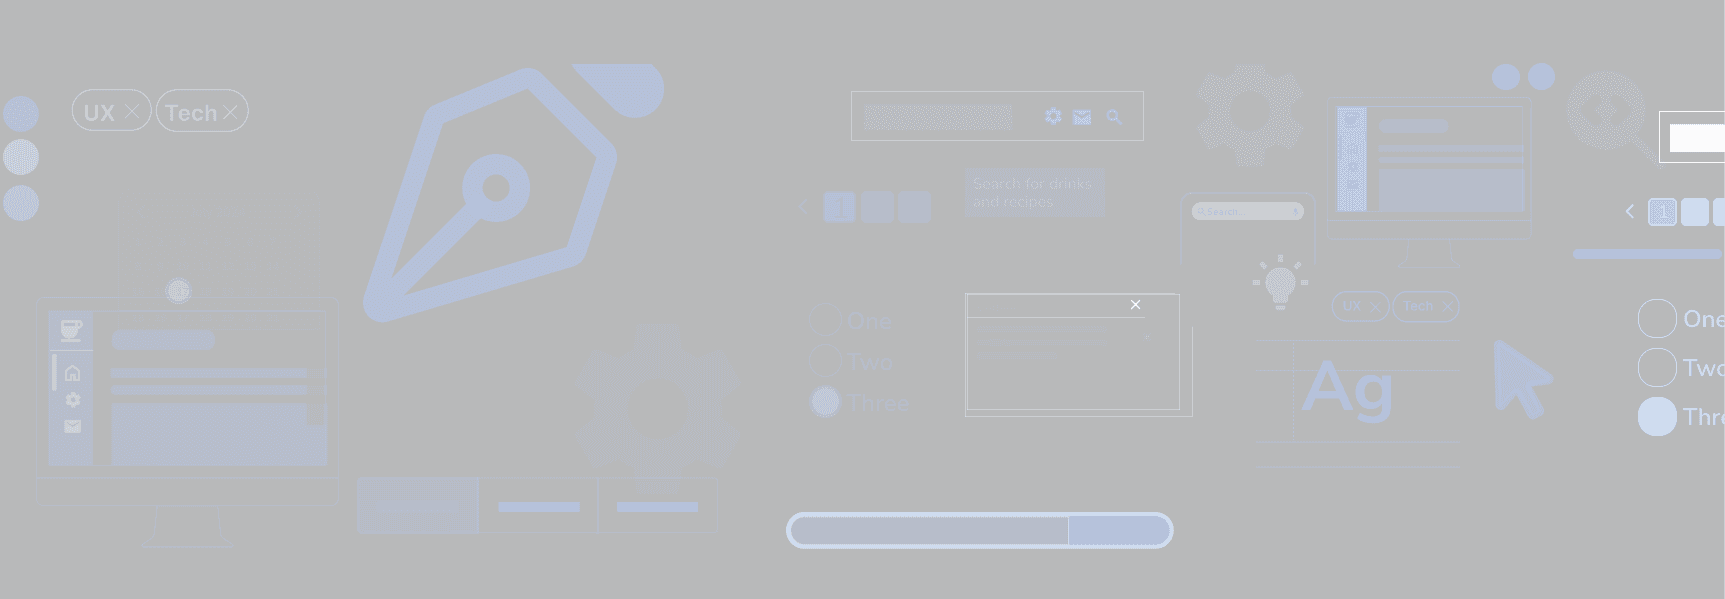 UX
Tech
Search for drinks
and recipes
1
1
Search...
One
Two
Three
UX
Tech
Ag
One
Two
Thre